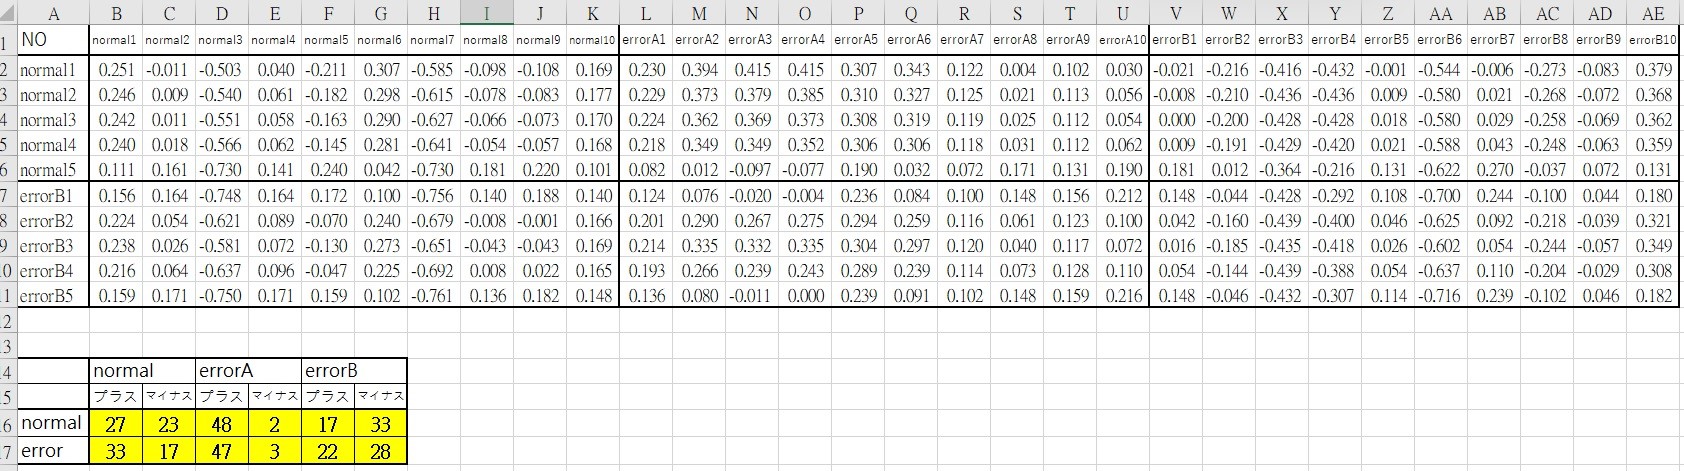 A B C D E F G H I J K L M N O P Q R S T U V W X Y Z AA AB AC AD AE
1 NO normal1 normal2 normal3 normal4 normal5 normal6 normal7 normal8 normal9 normal10 errorA1 errorA2 errorA3 errorA4 errorA5 errorA6 errorA7 errorA8 errorA9 errorA10 errorB1 errorB2 errorB3 errorB4 errorB5 errorB6 errorB7 errorB8 errorB9 errorB10
2 normal1 0.251 -0.011 -0.503 0.040 -0.211 0.307 -0.585 -0.098 -0.108 0.169 0.230 0.394 0.415 0.415 0.307 0.343 0.122 0.004 0.102 0.030 -0.021 -0.216 -0.416 -0.432 -0.001 -0.544 -0.006 -0.273 -0.083 0.379
3 normal2 0.246 0.009 -0.540 0.061 -0.182 0.298 -0.615 -0.078 -0.083 0.177 0.229 0.373 0.379 0.385 0.310 0.327 0.125 0.021 0.113 0.056 -0.008 -0.210 -0.436 -0.436 0.009 -0.580 0.021 -0.268 -0.072 0.368
4 normal3 0.242 0.011 -0.551 0.058 -0.163 0.290 -0.627 -0.066 -0.073 0.170 0.224 0.362 0.369 0.373 0.308 0.319 0.119 0.025 0.112 0.054 0.000 -0.200 -0.428 -0.428 0.018 -0.580 0.029 -0.258 -0.069 0.362
5 normal4 0.240 0.018 -0.566 0.062 -0.145 0.281 -0.641 -0.054 -0.057 0.168 0.218 0.349 0.349 0.352 0.306 0.306 0.118 0.031 0.112 0.062 0.009 -0.191 -0.429 -0.420 0.021 -0.588 0.043 -0.248 -0.063 0.359
6 normal5 0.111 0.161 -0.730 0.141 0.240 0.042 -0.730 0.181 0.220 0.101 0.082 0.012 -0.097 -0.077 0.190 0.032 0.072 0.171 0.131 0.190 0.181 0.012 -0.364 -0.216 0.131 -0.622 0.270 -0.037 0.072 0.131
7 errorB1 0.156 0.164 -0.748 0.164 0.172 0.100 -0.756 0.140 0.188 0.140 0.124 0.076 -0.020 -0.004 0.236 0.084 0.100 0.148 0.156 0.212 0.148 -0.044 -0.428 -0.292 0.108 -0.700 0.244 -0.100 0.044 0.180
8 errorB2 0.224 0.054 -0.621 0.089 -0.070 0.240 -0.679 -0.008 -0.001 0.166 0.201 0.290 0.267 0.275 0.294 0.259 0.116 0.061 0.123 0.100 0.042 -0.160 -0.439 -0.400 0.046 -0.625 0.092 -0.218 -0.039 0.321
9 errorB3 0.238 0.026 -0.581 0.072 -0.130 0.273 -0.651 -0.043 -0.043 0.169 0.214 0.335 0.332 0.335 0.304 0.297 0.120 0.040 0.117 0.072 0.016 -0.185 -0.435 -0.418 0.026 -0.602 0.054 -0.244 -0.057 0.349
0 errorB4 0.216 0.064 -0.637 0.096 -0.047 0.225 -0.692 0.008 0.022 0.165 0.193 0.266 0.239 0.243 0.289 0.239 0.114 0.073 0.128 0.110 0.054 -0.144 -0.439 -0.388 0.054 -0.637 0.110 -0.204 -0.029 0.308
1 errorB5 0.159 0.171 -0.750 0.171 0.159 0.102 -0.761 0.136 0.182 0.148 0.136 0.080 -0.011 0.000 0.239 0.091 0.102 0.148 0.159 0.216 0.148 -0.046 -0.432 -0.307 0.114 -0.716 0.239 -0.102 0.046 0.182
2
3
4 normal errorA errorB
5 プラス マイナス プラス マイナス プラス マイナス
6 normal 27 23 48 2 17 33
7 error 33 17 47 3 22 28